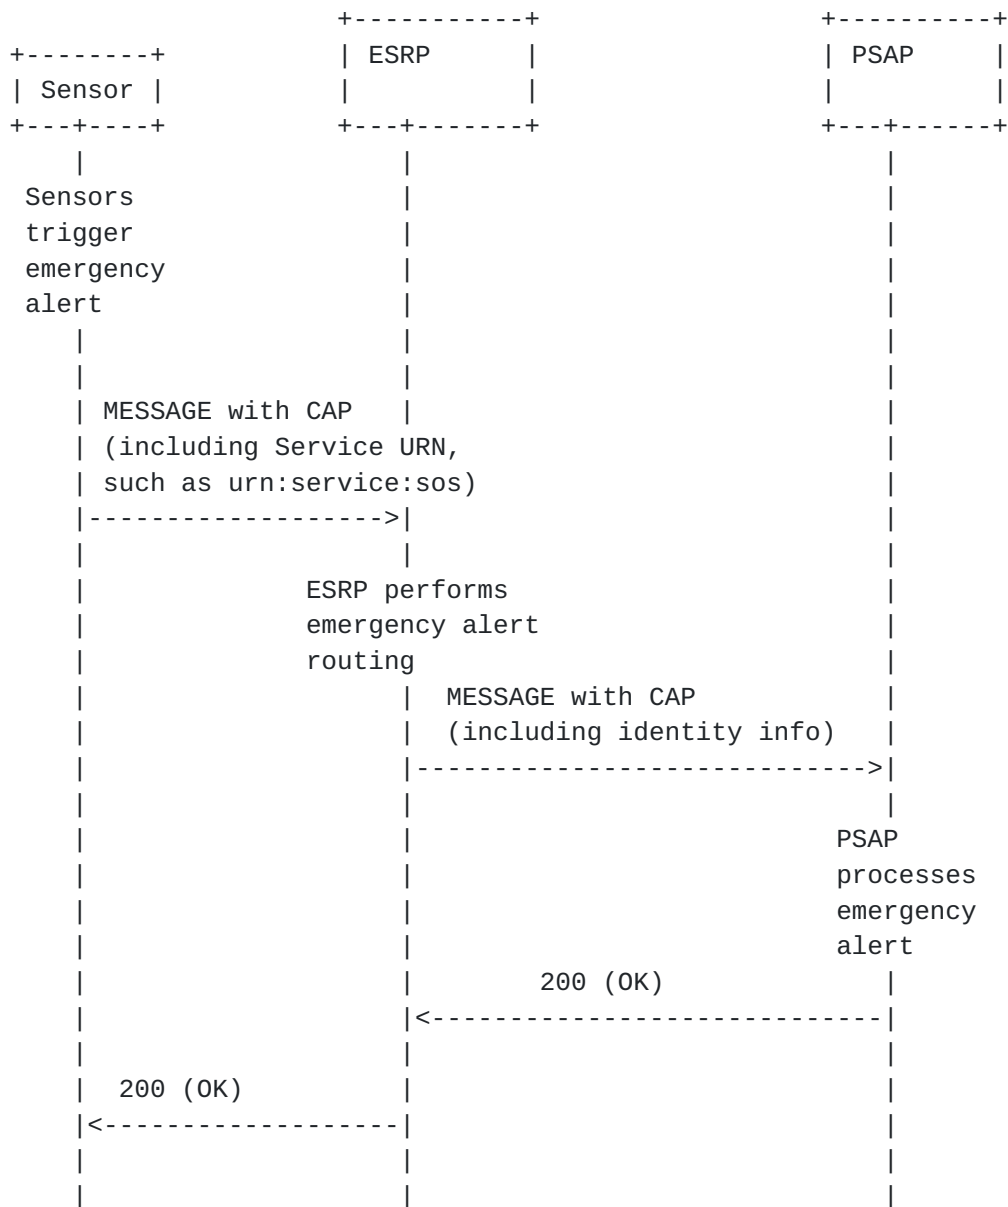 ESRP
PSAP
Sensor
Sensors
trigger
emergency
alert
MESSAGE with CAP
(including Service URN,
such as urn:service:sos)
ESRP performs
emergency alert
routing
MESSAGE with CAP
(including identity info)
PSAP
processes
emergency
alert
200 (OK)
200 (OK)